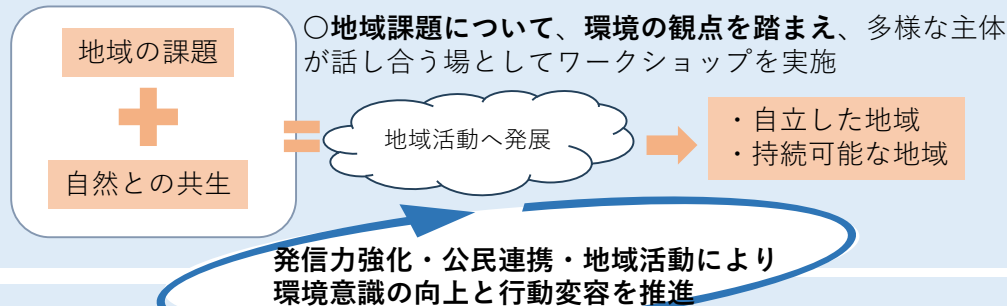 〇地域課題について、環境の観点を踏まえ、多様な主体
が話し合う場としてワークショップを実施
地域の課題
自然との共生
地域活動へ発展
・自立した地域
・持続可能な地域
発信力強化・公民連携・地域活動により
環境意識の向上と行動変容を推進